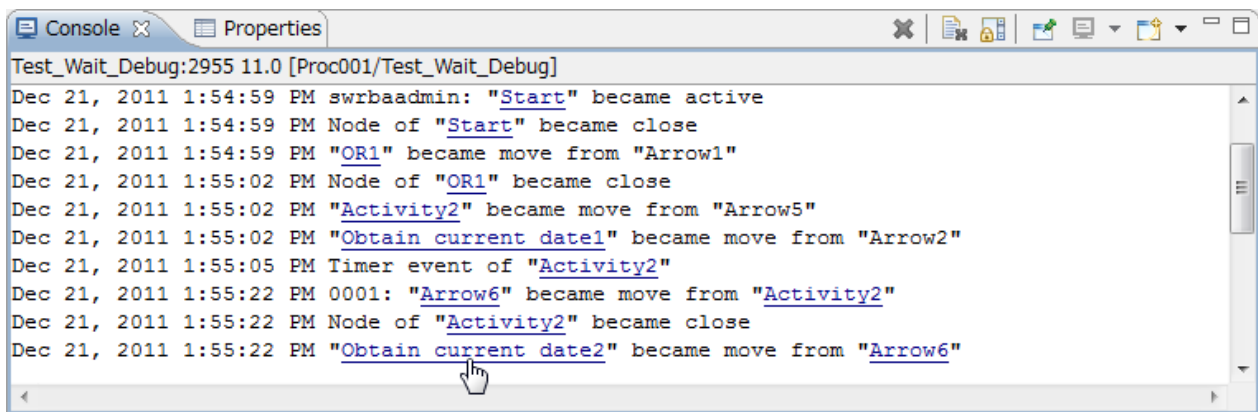 Console Properties
Test_Wait_Debug:2955 11.0 [Proc001/Test_Wait_Debug]
Dec 21, 2011 1:54:59 PM swrbaadmin: "Start" became active
Dec 21, 2011 1:54:59 PM Node of "Start" became close
Dec 21, 2011 1:54:59 PM "OR1" became move from "Arrow1"
Dec 21, 2011 1:55:02 PM Node of "OR1" became close
Dec 21, 2011 1:55:02 PM "Activity2" became move from "Arrow5"
Dec 21, 2011 1:55:02 PM "Obtain current date1" became move from "Arrow2"
Dec 21, 2011 1:55:05 PM Timer event of "Activity2"
Dec 21, 2011 1:55:22 PM 0001: "Arrow6" became move from "Activity2"
Dec 21, 2011 1:55:22 PM Node of "Activity2" became close
Dec 21, 2011 1:55:22 PM "Obtain current date2" became move from "Arrow6"